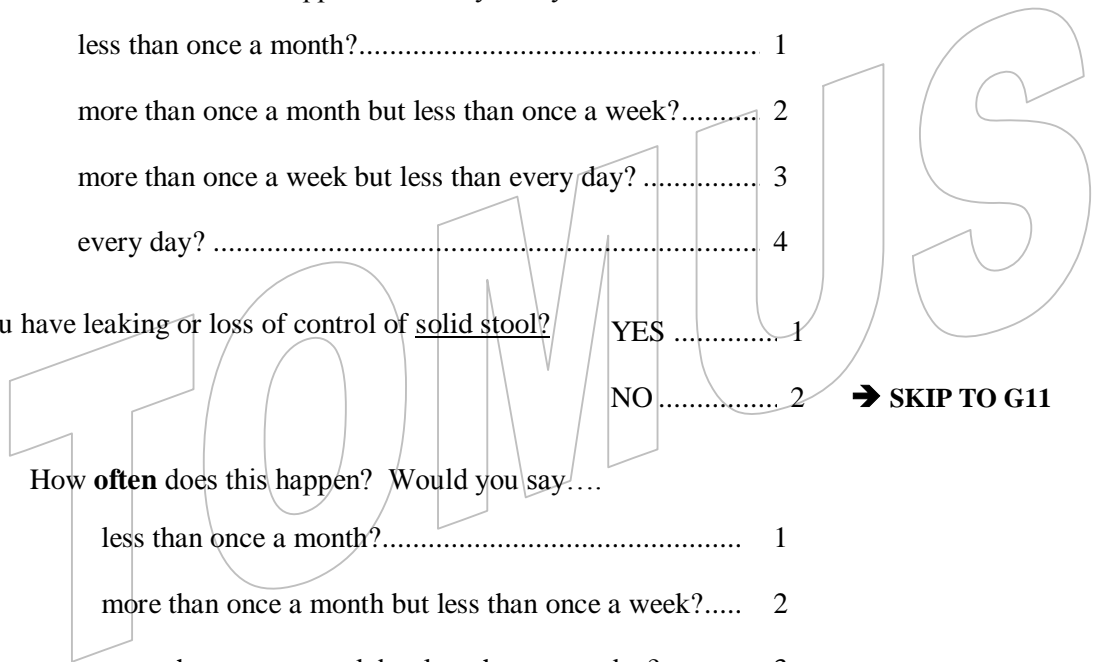 less than once a month?........................................................ 1
more than once a month but less than once a week?........... 2
more than once a week but less than every day? ................ 3
every day? ............................................................................. 4
u have leaking or loss of control of solid stool?
YES .............. 1
NO ................ 2 ➔ SKIP TO G11
How often does this happen? Would you say….
less than once a month?.................................................. 1
more than once a month but less than once a week?..... 2
TOMUS